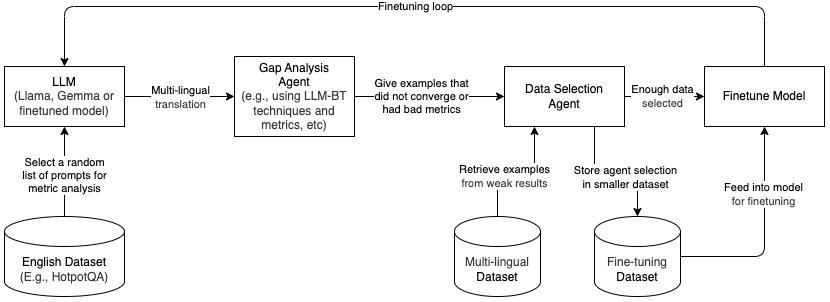 Finetuning loop
LLM
(Llama, Gemma or
finetuned model)
Multi-lingual
translation
Gap Analysis
Agent
(e.g., using LLM-BT
techniques and
metrics, etc)
Give examples that
did not converge or
had bad metrics
Data Selection
Agent
Enough data
selected
Finetune Model
Select a random
list of prompts for
metric analysis
Retrieve examples
from weak results
Store agent selection
in smaller dataset
Feed into model
for finetuning
English Dataset
(E.g., HotpotQA)
Multi-lingual
Dataset
Fine-tuning
Dataset